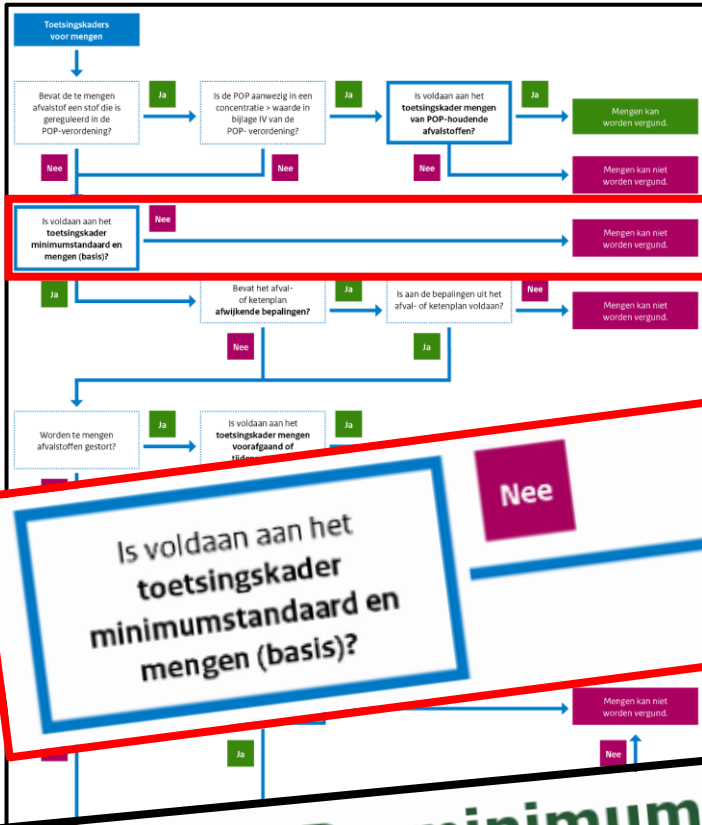 Toetsingskaders
voor mengen
Bevat de te mengen
afvalstof een stof die is
gereguleerd in de
POP-verordening?
Ja
Is de POP aanwezig in een
concentratie > waarde in
bijlage IV van de
POP- verordening?
Ja
Is voldaan aan het
toetsingskader mengen
van POP-houdende
afvalstoffen?
Ja
Mengen kan
worden vergund.
Nee
Nee
Nee
Mengen kan niet
worden vergund.
Is voldaan aan het
toetsingskader
minimumstandaard en
mengen (basis)?
Nee
Mengen kan niet
worden vergund.
Ja
Bevat het afval-
of ketenplan
afwijkende bepalingen?
Ja
Is aan de bepalingen uit het
afval- of ketenplan voldaan?
Nee
Mengen kan niet
worden vergund.
Nee
Ja
Worden te mengen
afvalstoffen gestort?
Ja
Is voldaan aan het
toetsingskader mengen
voorafgaand of
Ja
Is voldaan aan het
toetsingskader
minimumstandaard en
mengen (basis)?
Nee
Mengen kan niet
worden vergund.
Ja
Nee
minimum